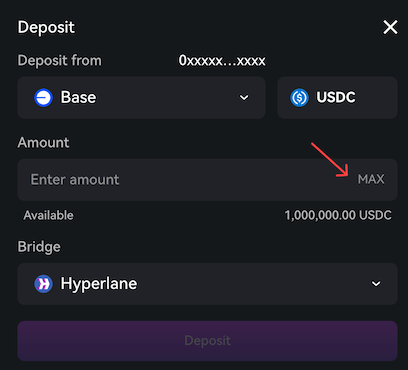 Deposit
Deposit from 0xxxxx...xxxx
Base USDC
Amount
Enter amount MAX
Available 1,000,000.00 USDC
Bridge
Hyperlane
Deposit